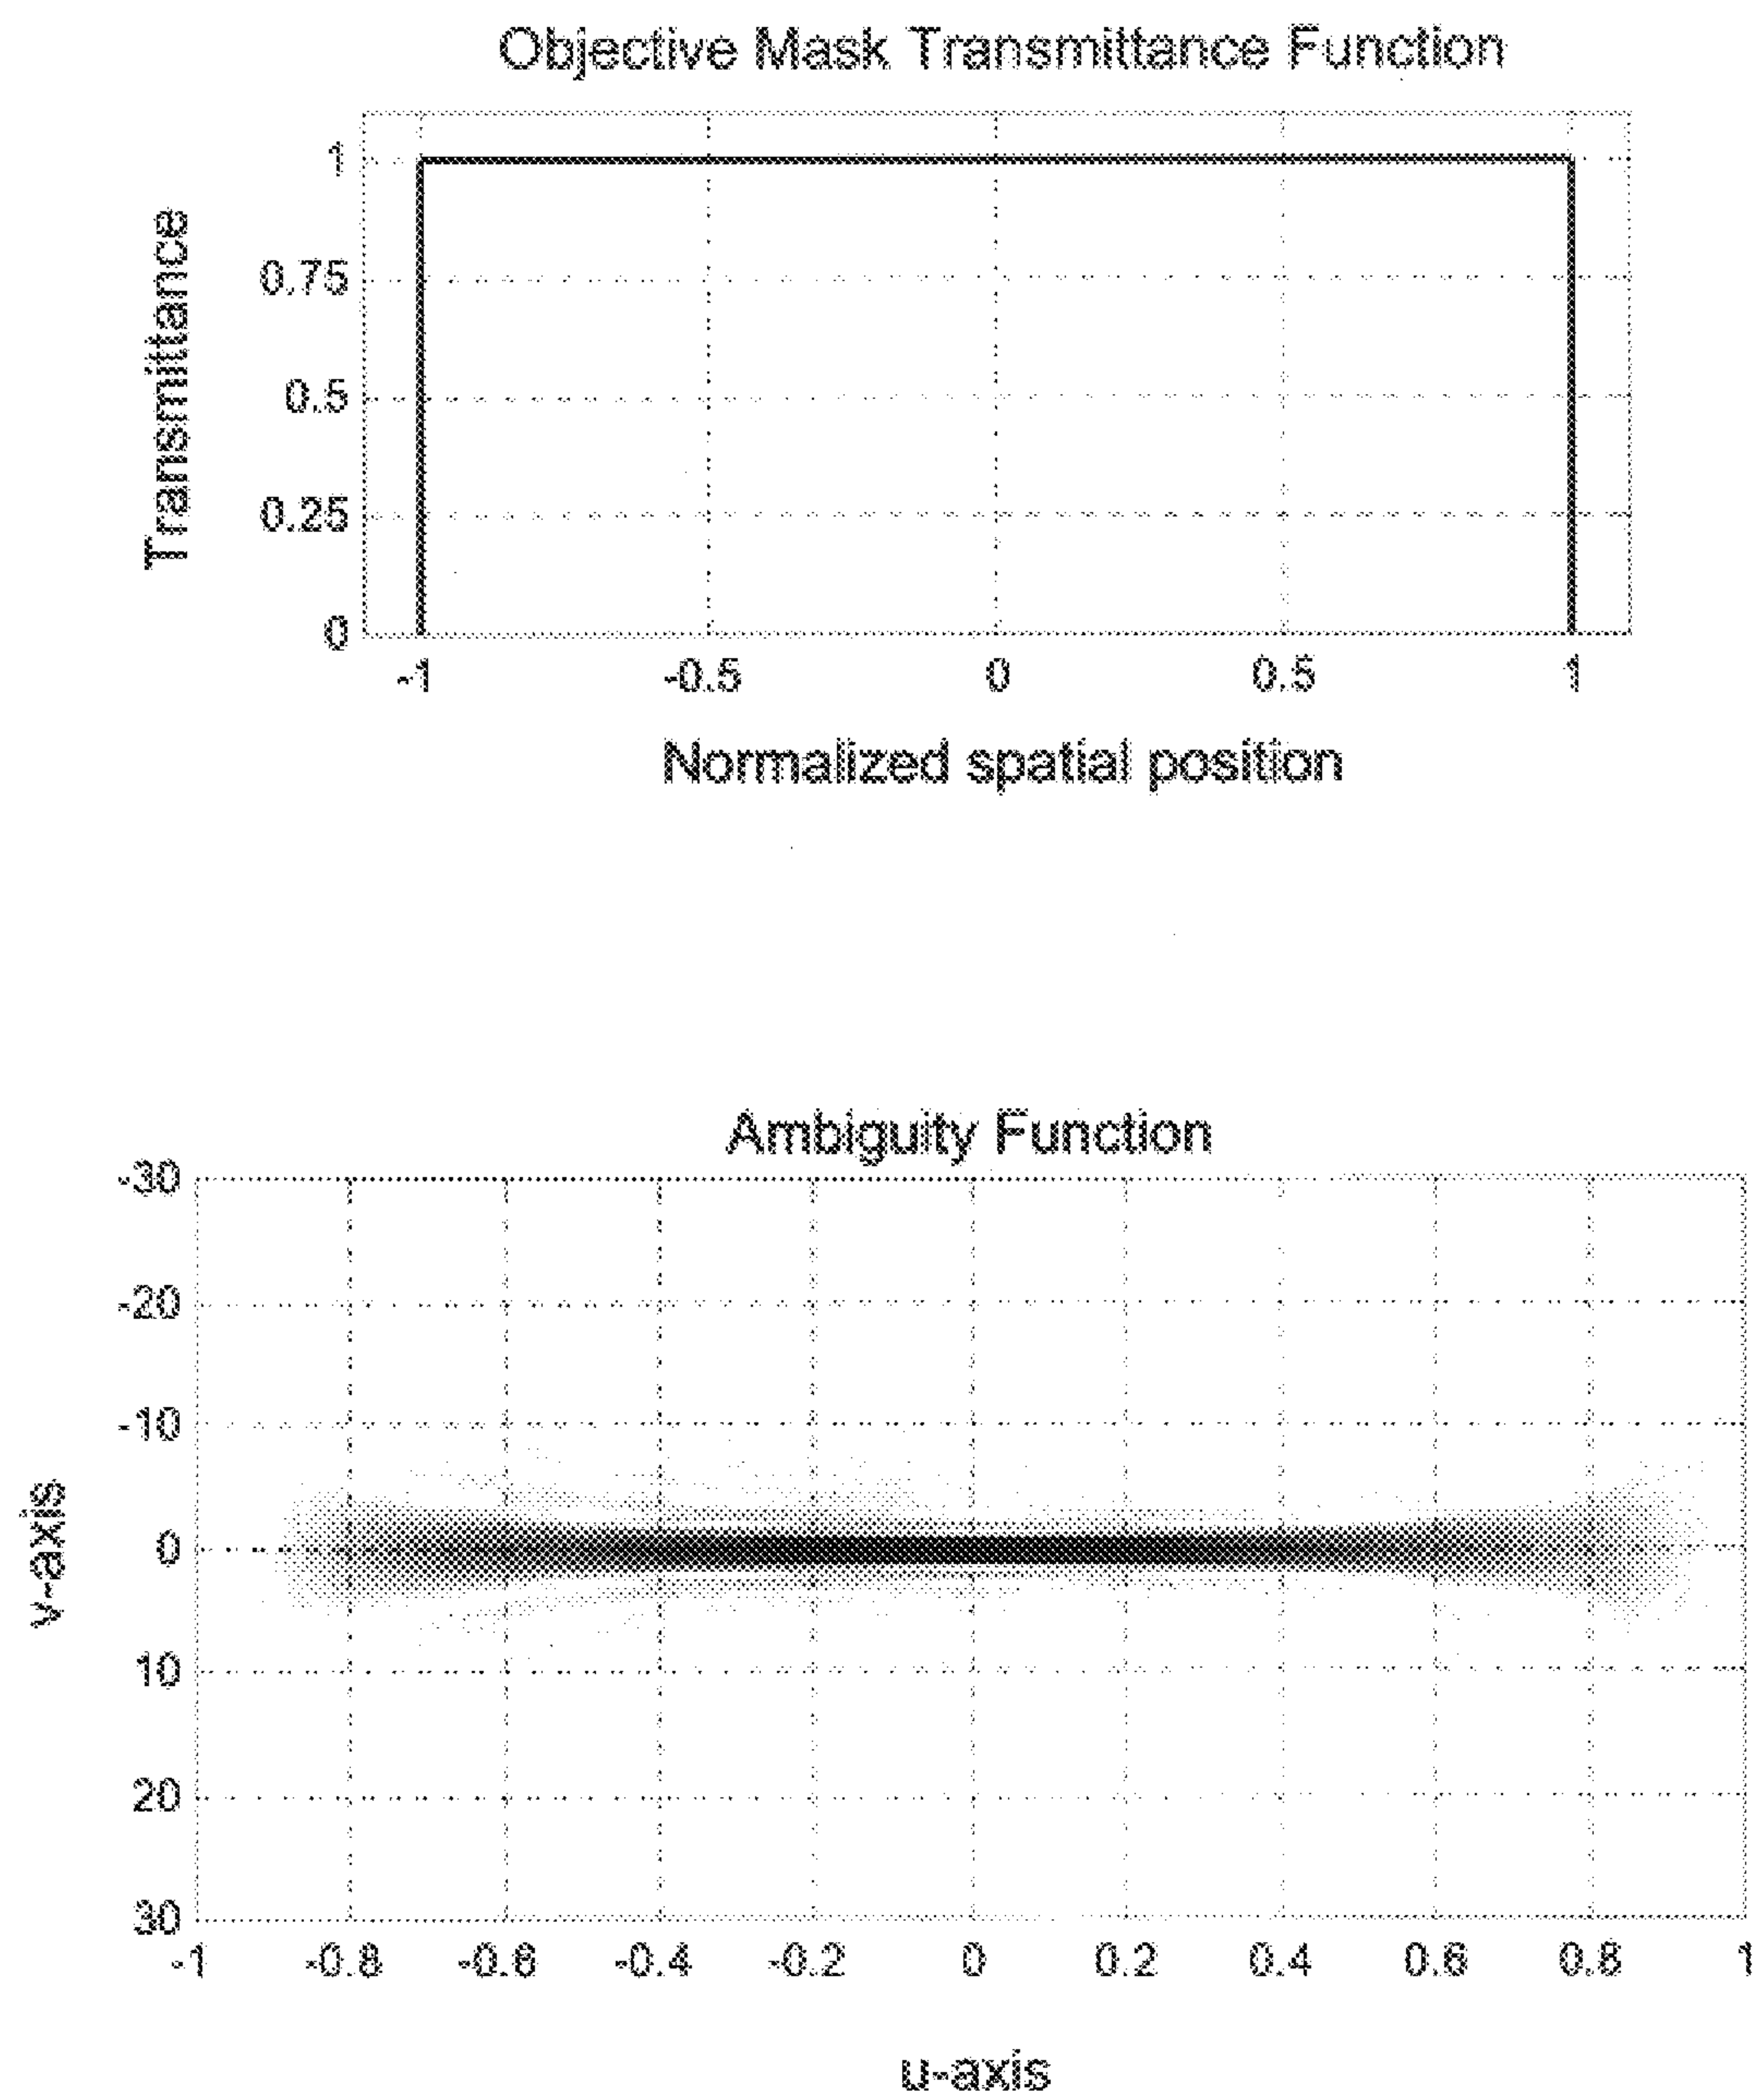 Objective Mask Transmittance Function
Transmittance
1
0.75
0.5
0.25
0
-1 -0.5 0 0.5 1
Normalized spatial position
Ambiguity Function
v-axis
-30
-20
-10
0
10
20
30
-1 -0.8 -0.6 -0.4 -0.2 0 0.2 0.4 0.6 0.8 1
u-axis